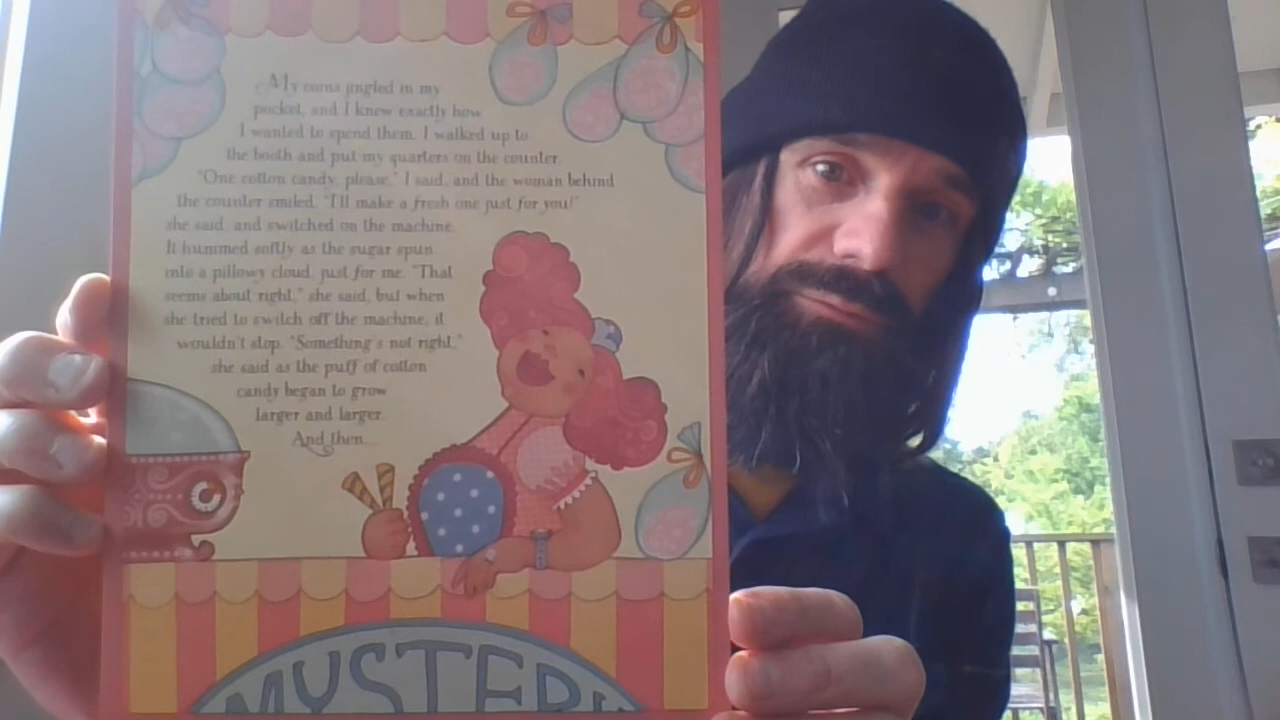 My coins jingled in my
pocket, and I knew exactly how
I wanted to spend them. I walked up to
the booth and put my quarters on the counter.
"One cotton candy, please," I said, and the woman behind
the counter smiled. "I'll make a fresh one just for you!"
she said, and switched on the machine.
It hummed softly as the sugar spun
into a pillowy cloud, just for me. "That
seems about right," she said, but when
she tried to switch off the machine, it
wouldn't stop. "Something's not right,"
she said as the puff of cotton
candy began to grow
larger and larger.
And then...
MYSTERY